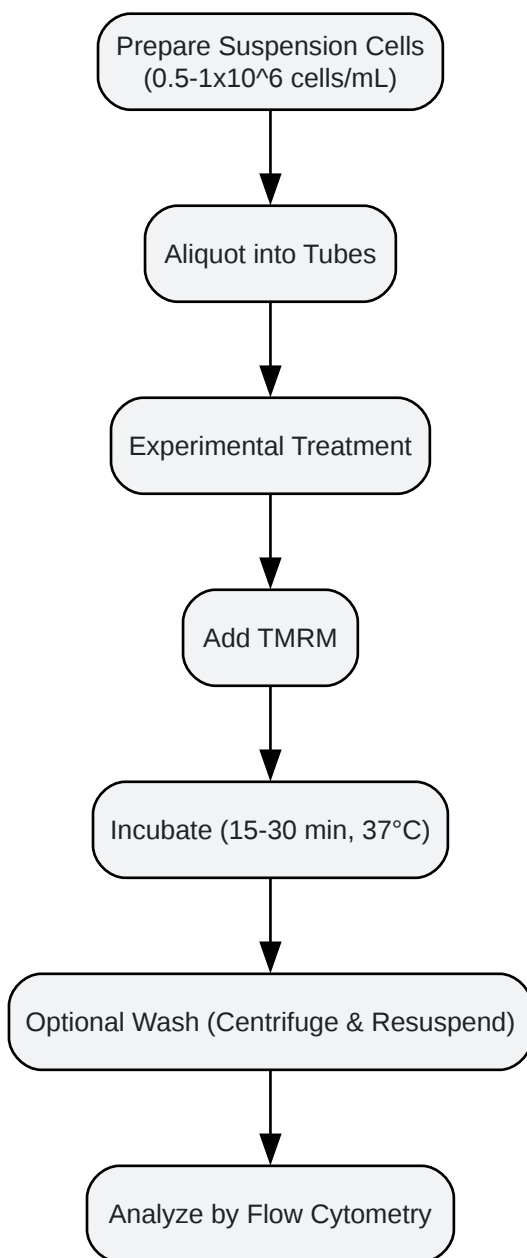 Prepare Suspension Cells
(0.5-1x10^6 cells/mL)
Aliquot into Tubes
Experimental Treatment
Add TMRM
Incubate (15-30 min, 37°C)
Optional Wash (Centrifuge & Resuspend)
Analyze by Flow Cytometry